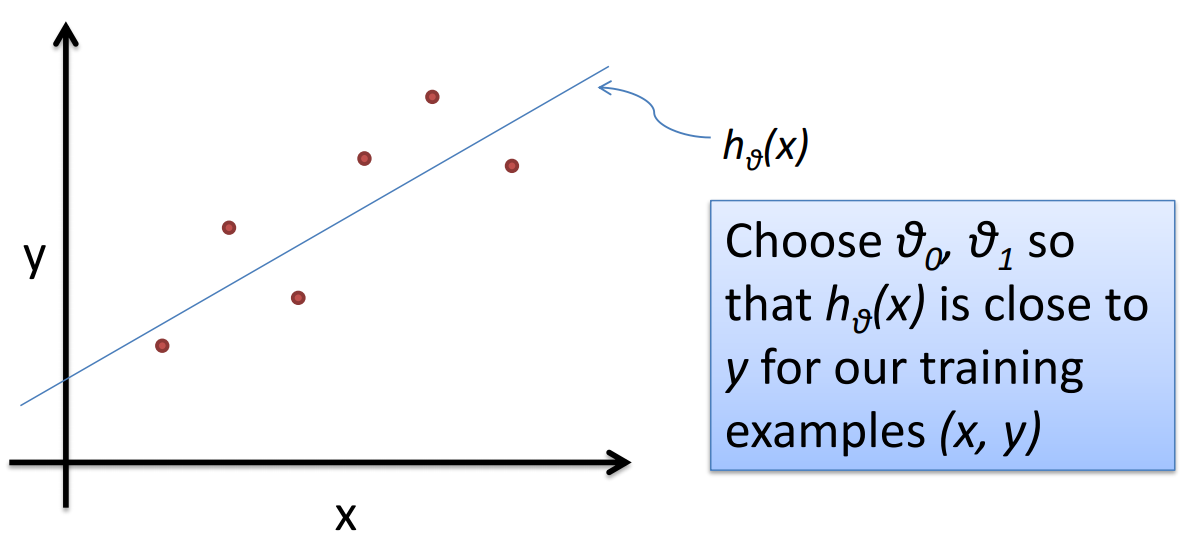 y
x
hϑ(x)
Choose ϑ0, ϑ1 so
that hϑ(x) is close to
y for our training
examples (x, y)